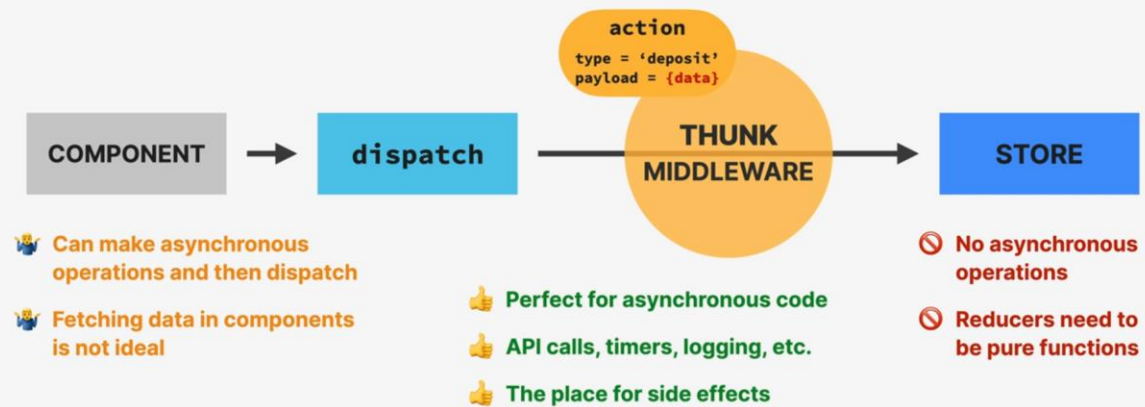 action
type = ‘deposit’
payload = {data}
COMPONENT
dispatch
THUNK
MIDDLEWARE
STORE
🤷‍♂️ Can make asynchronous
operations and then dispatch
🤷‍♂️ Fetching data in components
is not ideal
👍 Perfect for asynchronous code
👍 API calls, timers, logging, etc.
👍 The place for side effects
🚫 No asynchronous
operations
🚫 Reducers need to
be pure functions